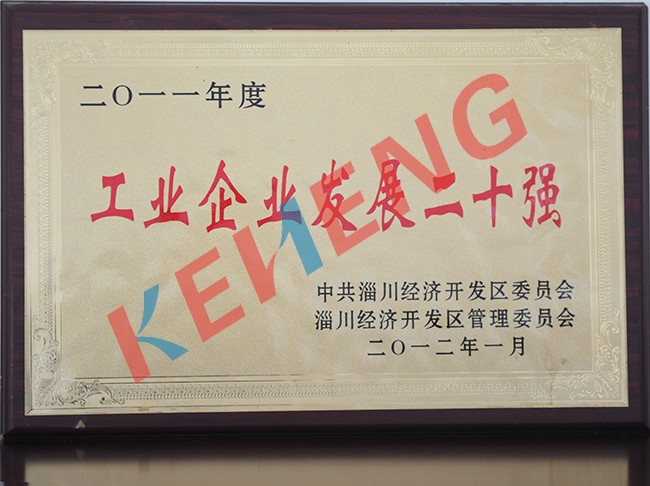 二〇一一年度
工业企业发展二十强
KEHENG
中共淄川经济开发区委员会
淄川经济开发区管理委员会
二〇一二年一月